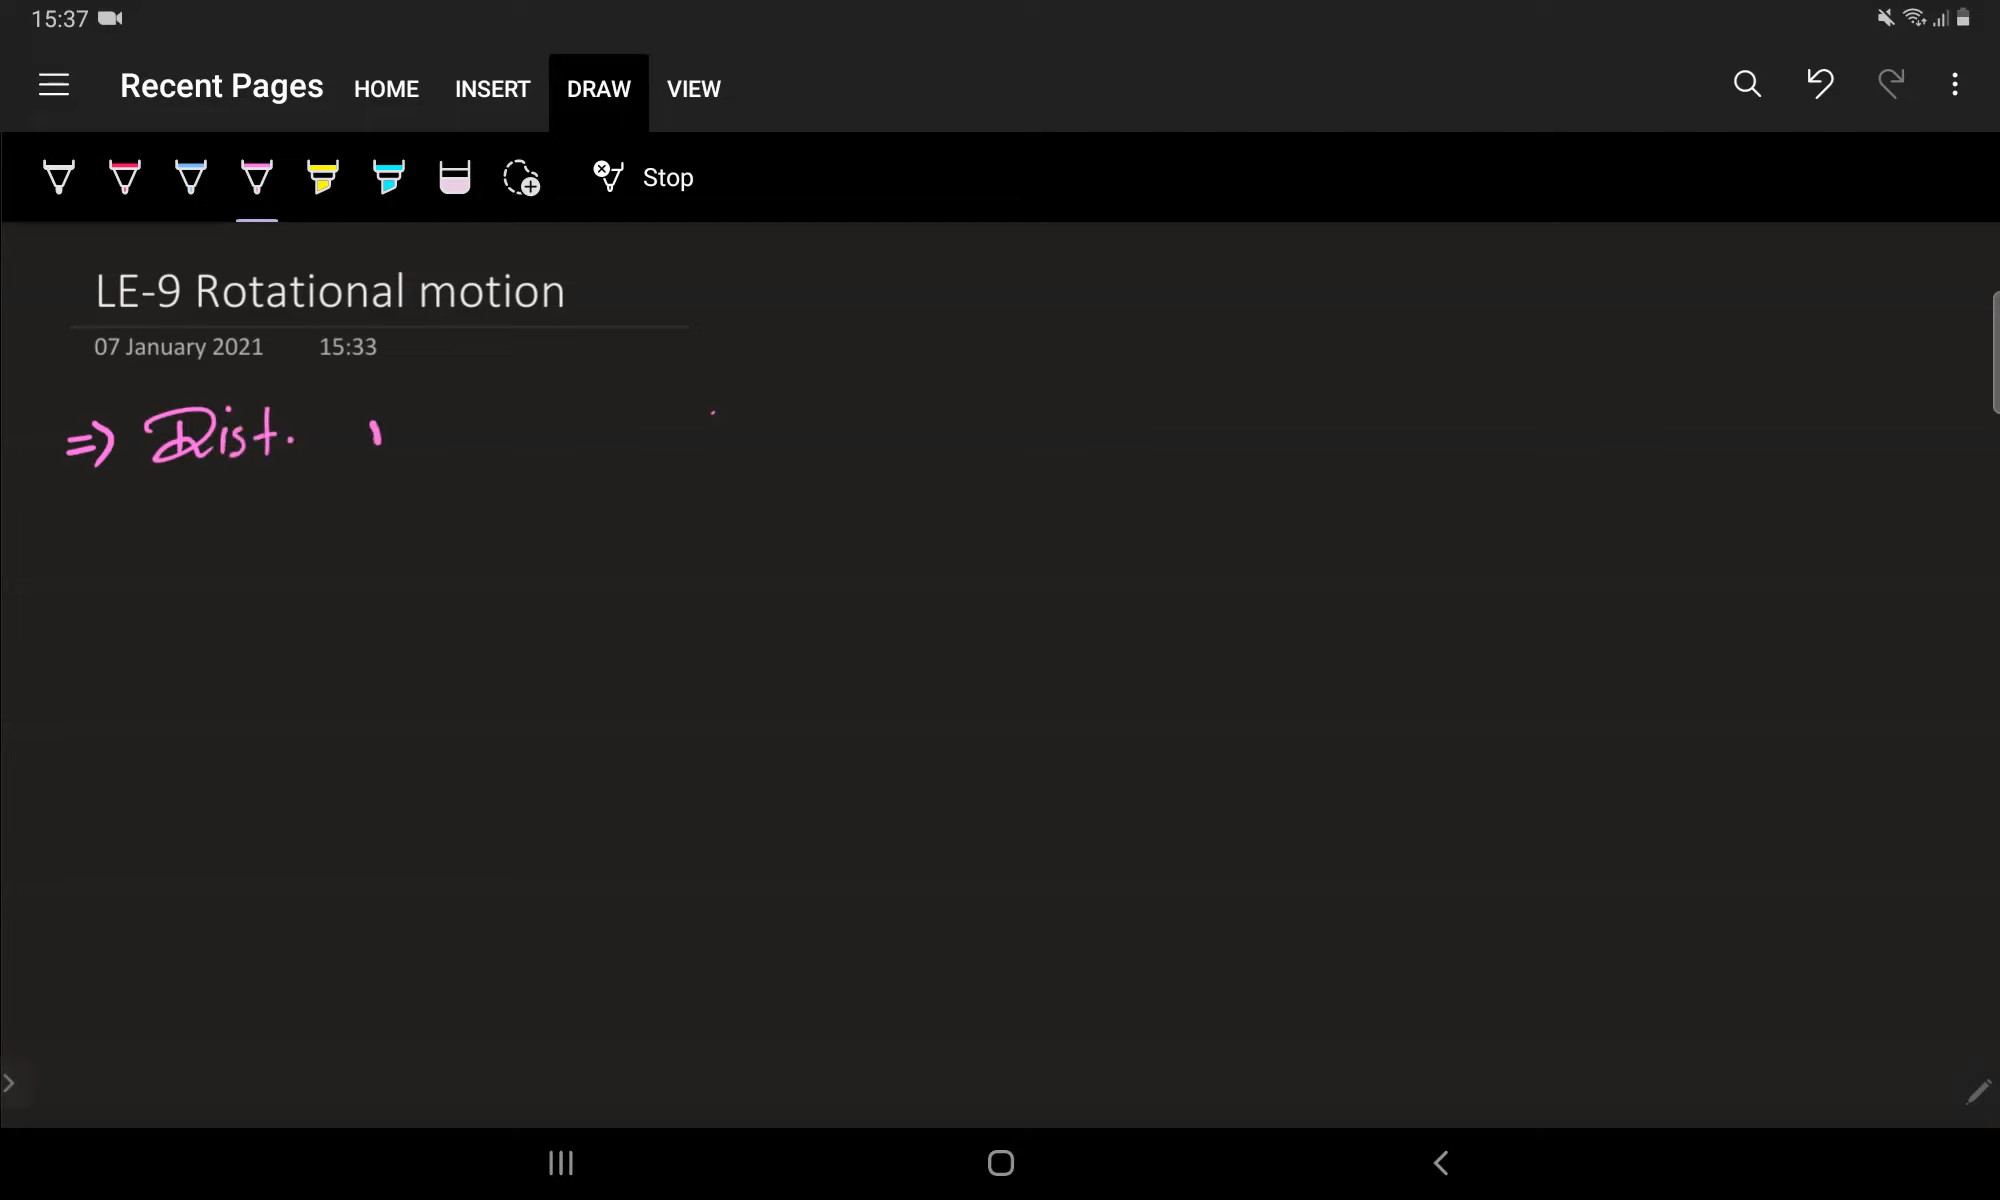 15:37
Recent Pages HOME INSERT DRAW VIEW
Stop
LE-9 Rotational motion
07 January 2021 15:33
⇒ Dist.